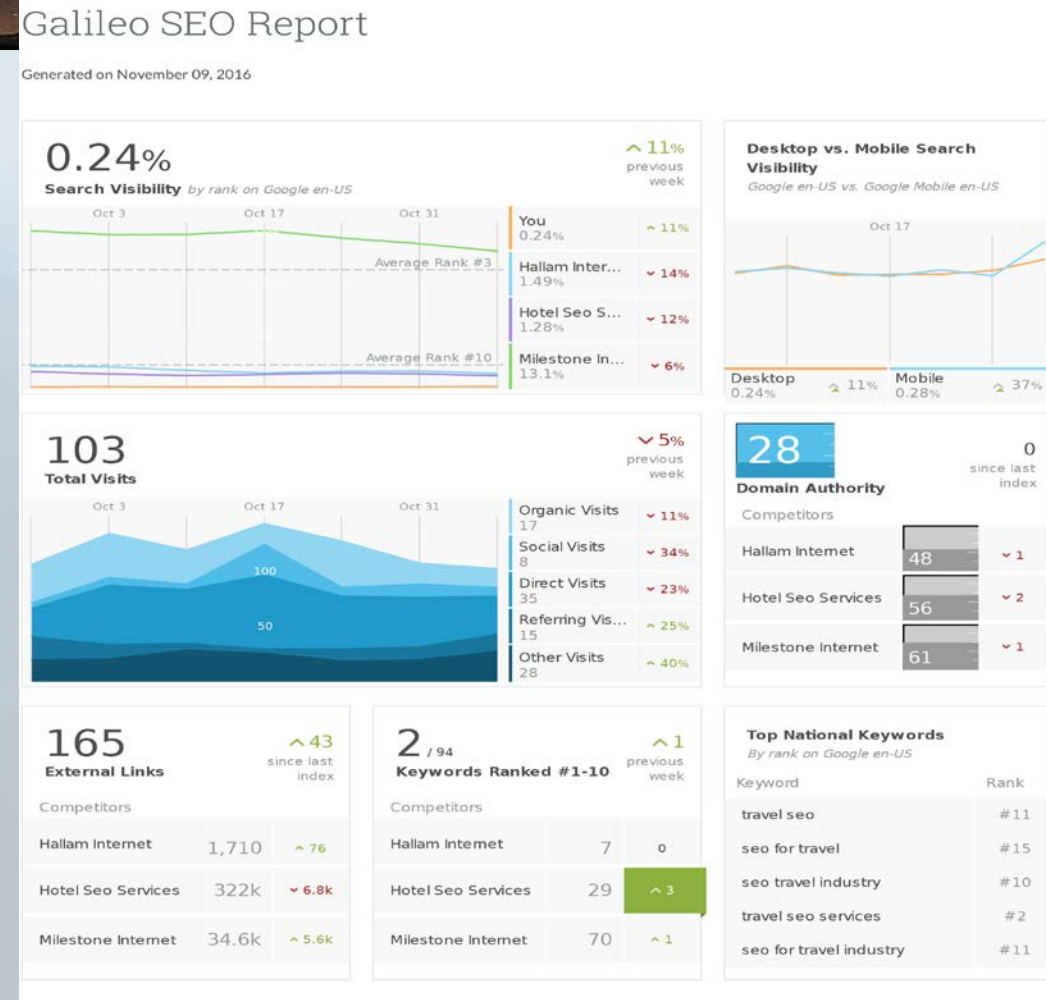 Galileo SEO Report
Generated on November 09, 2016
0.24%
Search Visibility by rank on Google en-US
11%
previous
week
Oct 3 Oct 17 Oct 31
Average Rank #3
Average Rank #10
You 11%
0.24%
Hallam Inter... 14%
1.49%
Hotel Seo S... 12%
1.28%
Milestone In... 6%
13.1%
Desktop vs. Mobile Search
Visibility
Google en-US vs. Google Mobile en-US
Oct 17
Desktop 11% Mobile 37%
0.24% 0.28%
103
Total Visits
5%
previous
week
Oct 3 Oct 17 Oct 31
100
50
Organic Visits 11%
17
Social Visits 34%
8
Direct Visits 23%
35
Referring Vis... 25%
15
Other Visits 40%
28
28
Domain Authority
0
since last
index
Competitors
Hallam Internet 48 1
Hotel Seo Services 56 2
Milestone Internet 61 1
165
External Links
43
since last
index
Competitors
Hallam Internet 1,710 76
Hotel Seo Services 322k 6.8k
Milestone Internet 34.6k 5.6k
2 / 94
Keywords Ranked #1-10
1
previous
week
Competitors
Hallam Internet 7 0
Hotel Seo Services 29 3
Milestone Internet 70 1
Top National Keywords
By rank on Google en-US
Keyword Rank
travel seo #11
seo for travel #15
seo travel industry #10
travel seo services #2
seo for travel industry #11